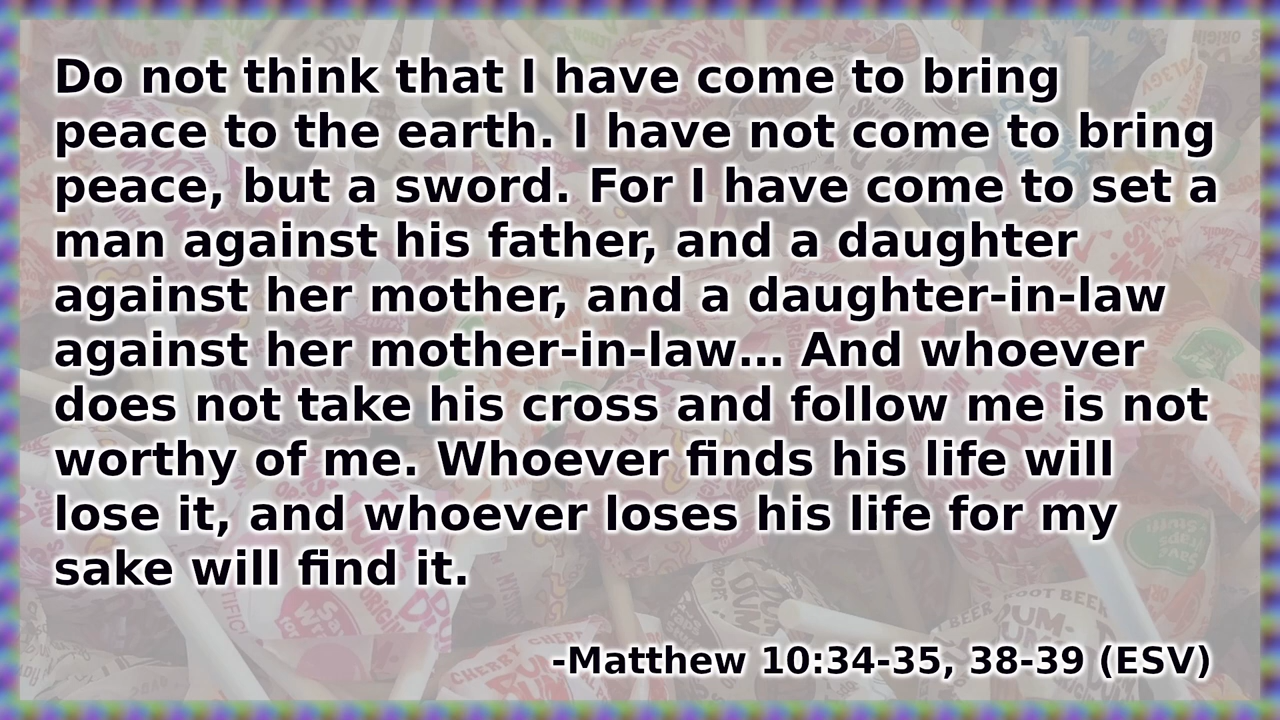 Do not think that I have come to bring
peace to the earth. I have not come to bring
peace, but a sword. For I have come to set a
man against his father, and a daughter
against her mother, and a daughter-in-law
against her mother-in-law… And whoever
does not take his cross and follow me is not
worthy of me. Whoever finds his life will
lose it, and whoever loses his life for my
sake will find it.
-Matthew 10:34-35, 38-39 (ESV)